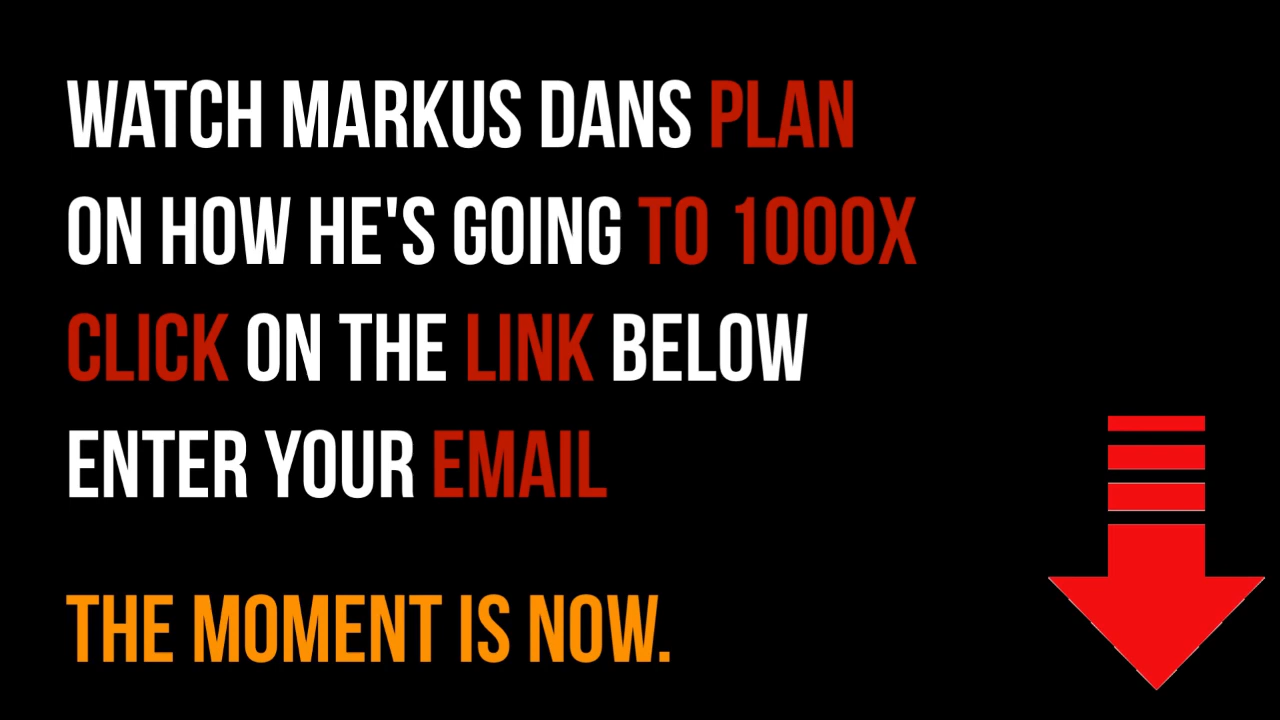 WATCH MARKUS DANS PLAN
ON HOW HE'S GOING TO 1000X
CLICK ON THE LINK BELOW
ENTER YOUR EMAIL
THE MOMENT IS NOW.